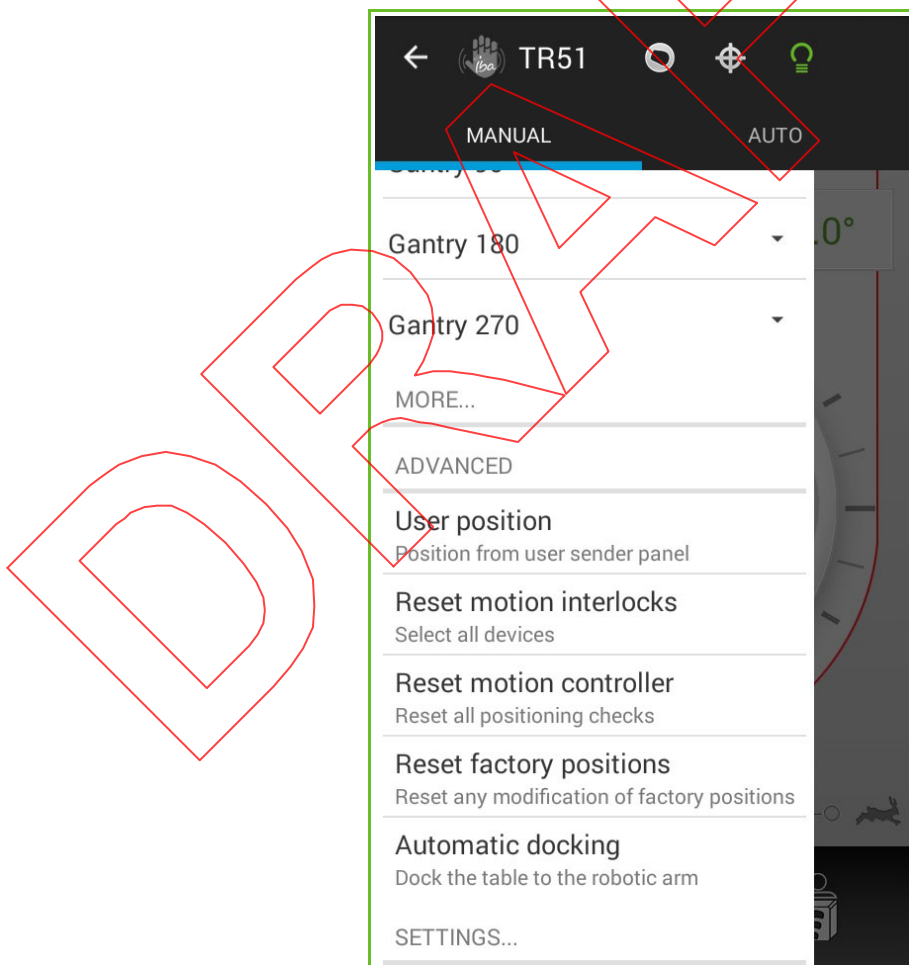 iba TR51
MANUAL AUTO
Gantry 180
.0°
Gantry 270
MORE...
ADVANCED
User position
Position from user sender panel
Reset motion interlocks
Select all devices
Reset motion controller
Reset all positioning checks
Reset factory positions
Reset any modification of factory positions
Automatic docking
Dock the table to the robotic arm
SETTINGS...